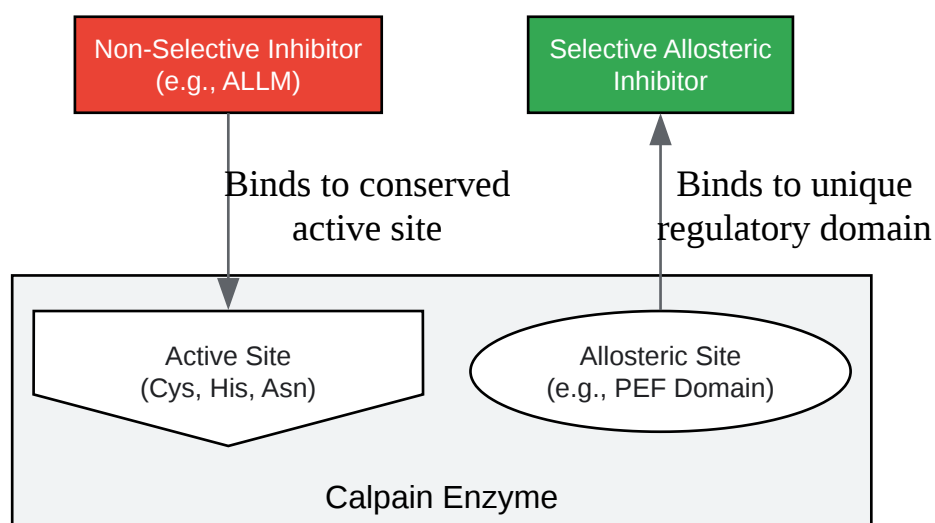 Non-Selective Inhibitor
(e.g., ALLM)
Selective Allosteric
Inhibitor
Binds to conserved
active site
Binds to unique
regulatory domain
Active Site
(Cys, His, Asn)
Allosteric Site
(e.g., PEF Domain)
Calpain Enzyme